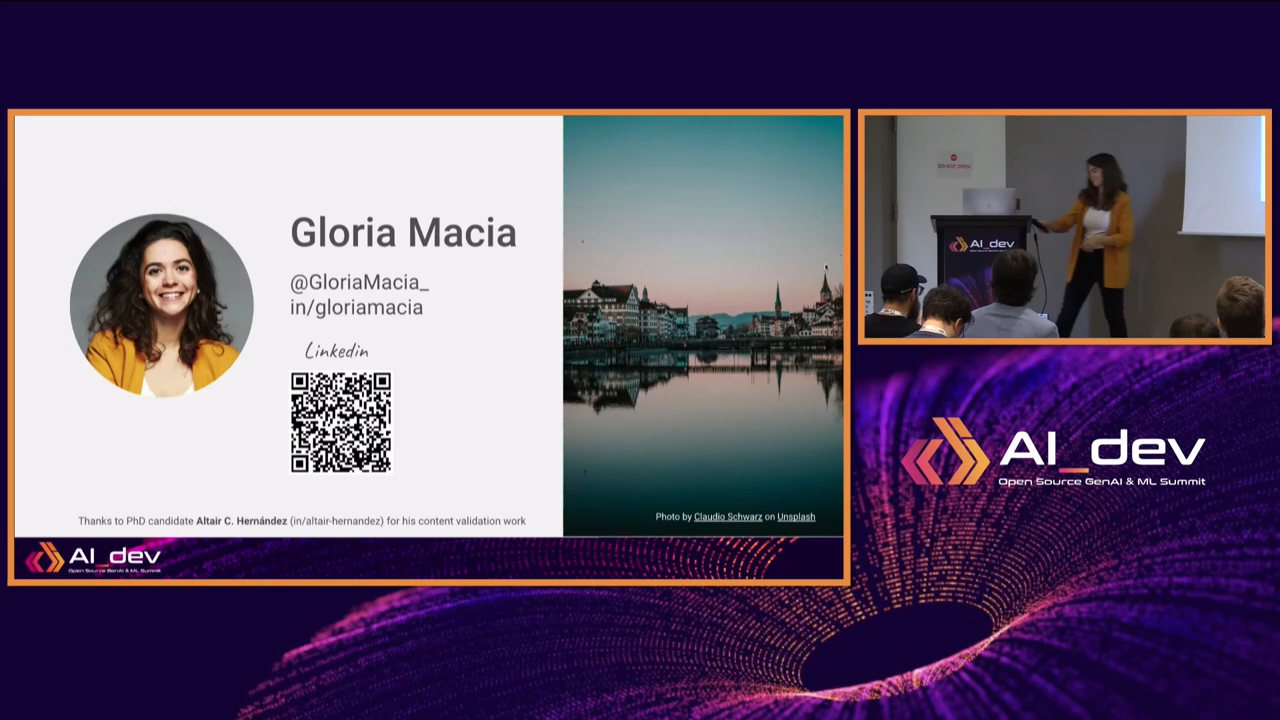 Gloria Macia
@GloriaMacia_
in/gloriamacia
Linkedin
Thanks to PhD candidate Altair C. Hernández (in/altair-hernandez) for his content validation work
Photo by Claudio Schwarz on Unsplash
AI_dev
Open Source GenAI & ML Summit
DO NOT OPEN
AI_dev
AI_dev
Open Source GenAI & ML Summit